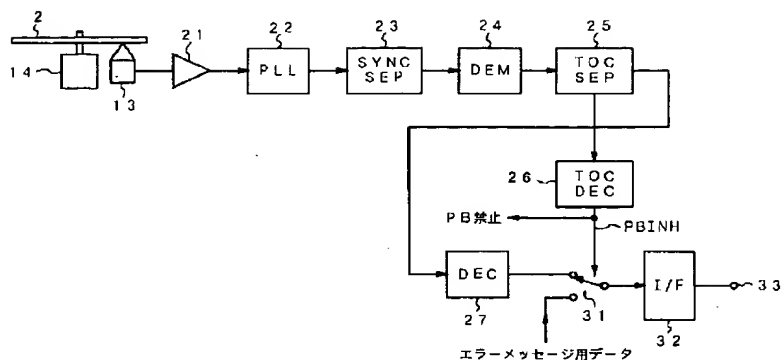 2
14
13
21
22
PLL
23
SYNC
SEP
24
DEM
25
TOC
SEP
26
TOC
DEC
PB禁止
PBINH
DEC
27
31
I/F
32
33
エラーメッセージ用データ